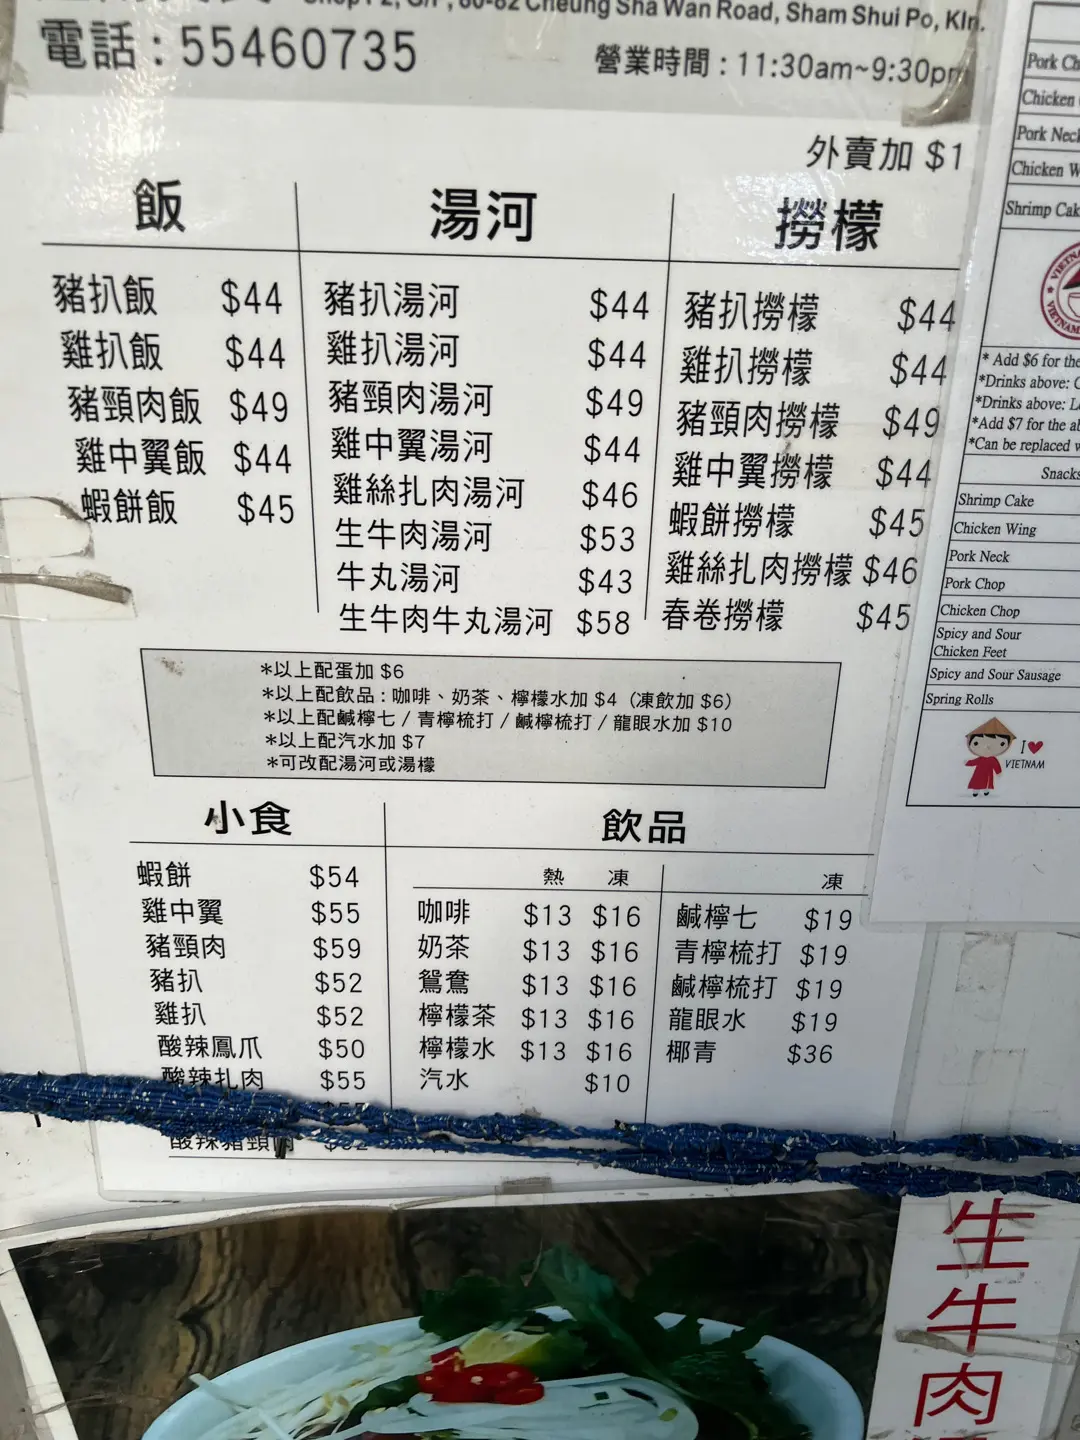 Cheung Sha Wan Road, Sham Shui Po, Kln.
電話 : 55460735
營業時間 : 11:30am~9:30pm
外賣加 $1
飯
豬扒飯 $44
雞扒飯 $44
豬頸肉飯 $49
雞中翼飯 $44
蝦餅飯 $45
湯河
豬扒湯河 $44
雞扒湯河 $44
豬頸肉湯河 $49
雞中翼湯河 $44
雞絲扎肉湯河 $46
生牛肉湯河 $53
牛丸湯河 $43
生牛肉牛丸湯河 $58
撈檬
豬扒撈檬 $44
雞扒撈檬 $44
豬頸肉撈檬 $49
雞中翼撈檬 $44
蝦餅撈檬 $45
雞絲扎肉撈檬 $46
春卷撈檬 $45
*以上配蛋加 $6
*以上配飲品 : 咖啡、奶茶、檸檬水加 $4 (凍飲加 $6)
*以上配鹹檸七 / 青檸梳打 / 鹹檸梳打 / 龍眼水加 $10
*以上配汽水加 $7
*可改配湯河或湯檬
小食
蝦餅 $54
雞中翼 $55
豬頸肉 $59
豬扒 $52
雞扒 $52
酸辣鳳爪 $50
酸辣扎肉 $55
酸辣豬頸肉
飲品
熱 凍
咖啡 $13 $16
奶茶 $13 $16
鴛鴦 $13 $16
檸檬茶 $13 $16
檸檬水 $13 $16
汽水 $10
凍
鹹檸七 $19
青檸梳打 $19
鹹檸梳打 $19
龍眼水 $19
椰青 $36
Pork
Chicken
Pork Neck
Chicken
Shrimp Cake
* Add $6 for the
*Drinks above:
*Drinks above:
*Add $7 for the
*Can be replaced
Snacks
Shrimp Cake
Chicken Wing
Pork Neck
Pork Chop
Chicken Chop
Spicy and Sour
Chicken Feet
Spicy and Sour Sausage
Spring Rolls
I ♥
VIETNAM
生
牛
肉